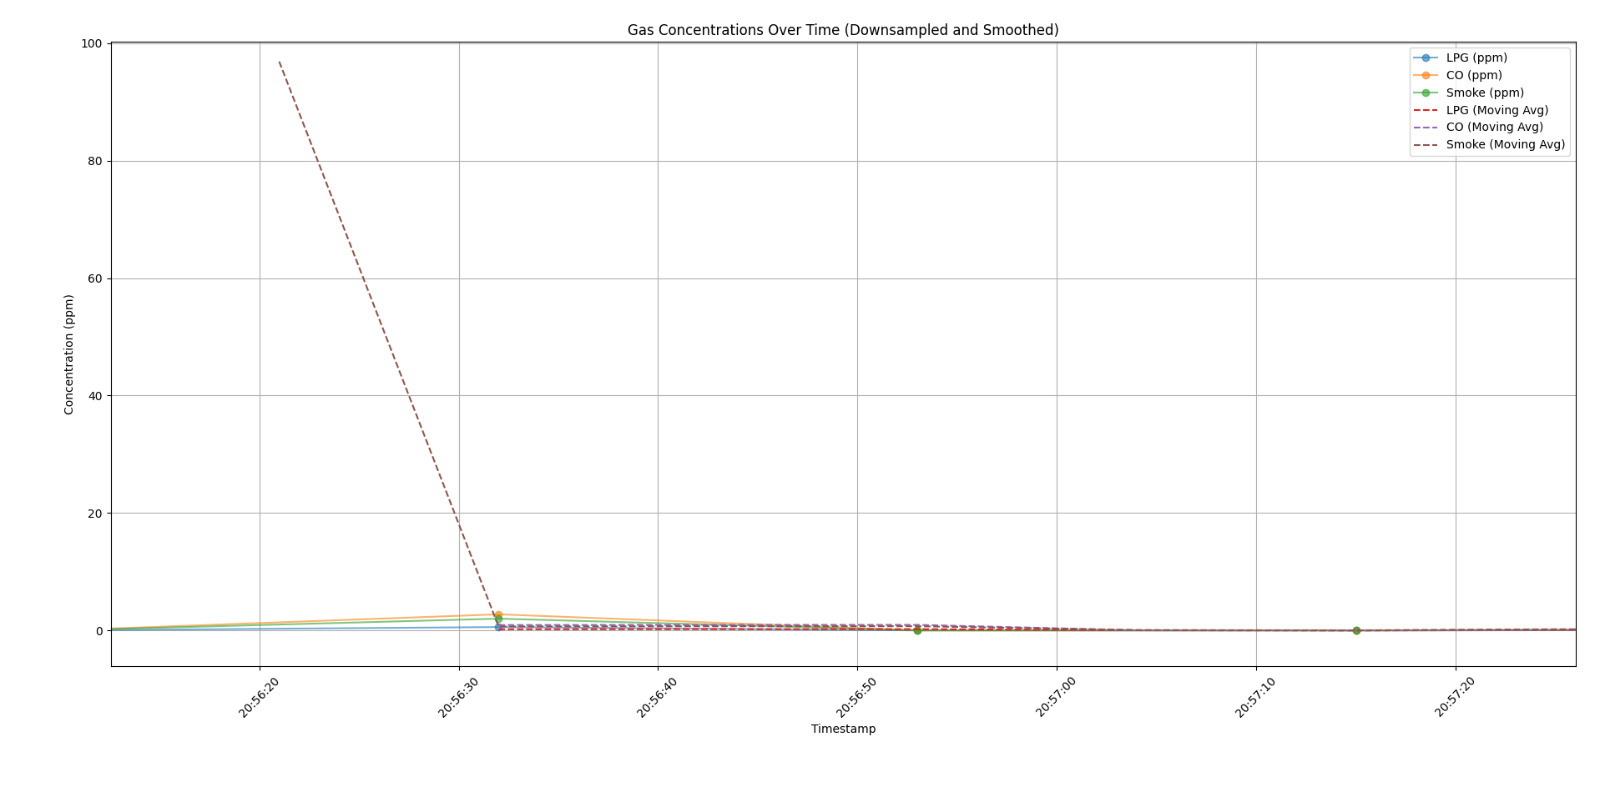 Gas Concentrations Over Time (Downsampled and Smoothed)
100
80
60
40
20
0
Concentration (ppm)
LPG (ppm)
CO (ppm)
Smoke (ppm)
LPG (Moving Avg)
CO (Moving Avg)
Smoke (Moving Avg)
20:56:20
20:56:30
20:56:40
20:56:50
20:57:00
20:57:10
20:57:20
Timestamp